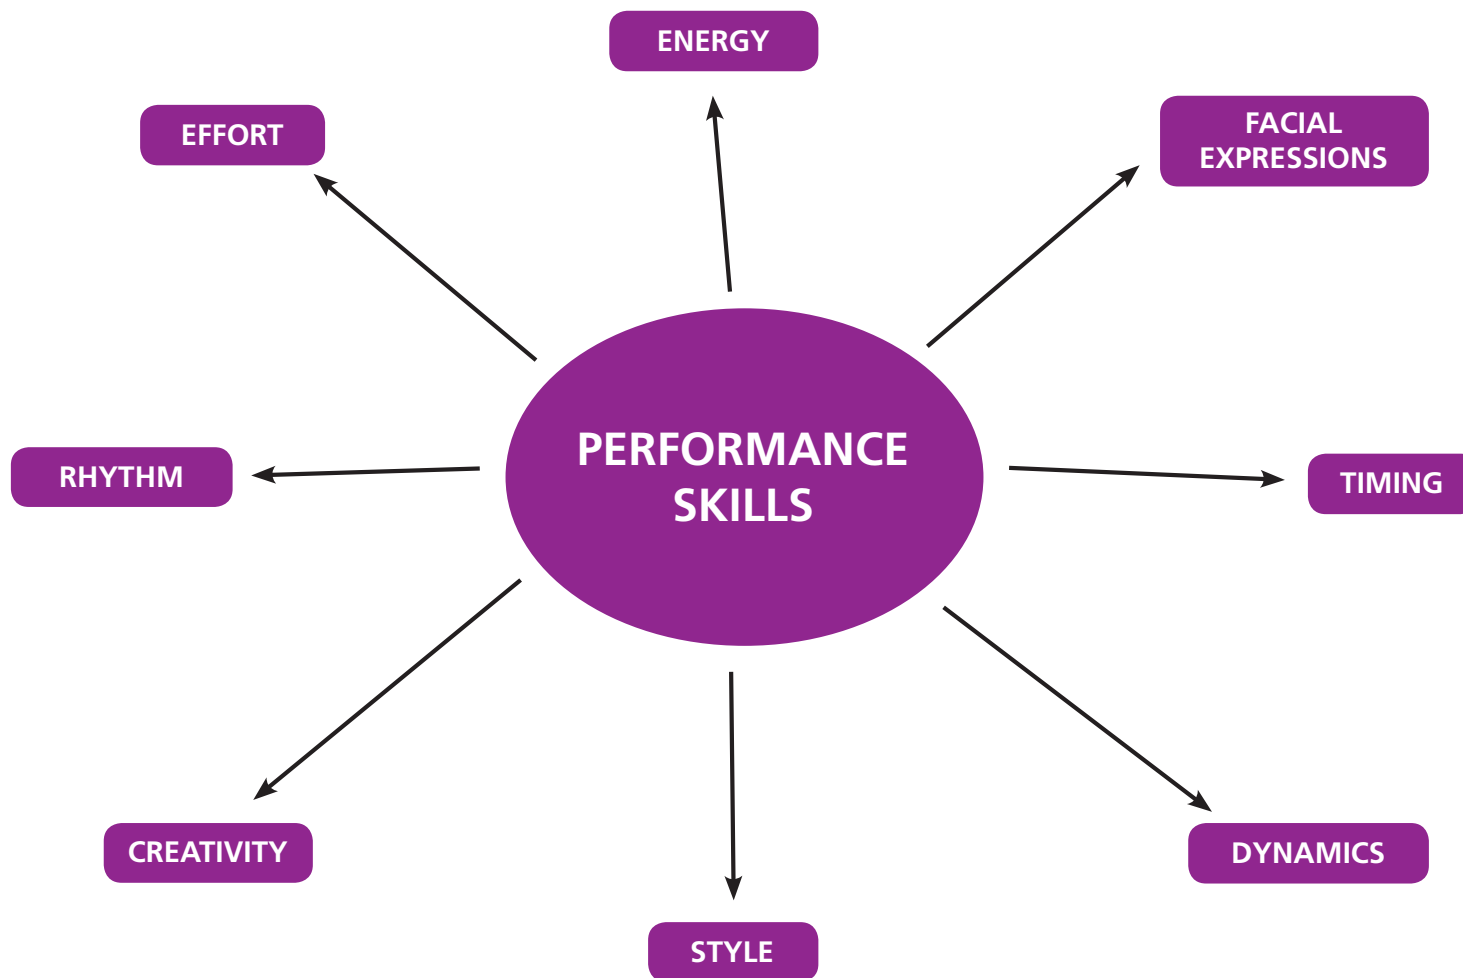 ENERGY
EFFORT
FACIAL
EXPRESSIONS
PERFORMANCE
SKILLS
RHYTHM
TIMING
CREATIVITY
DYNAMICS
STYLE